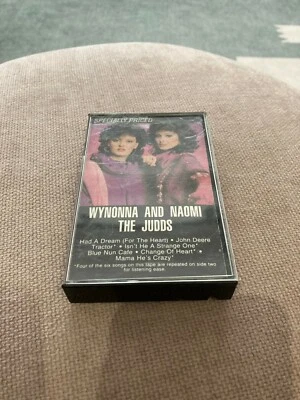 SPECIALLY PRICED
WYNONNA AND NAOMI
THE JUDDS
Had A Dream (For The Heart) • John Deere
Tractor* • Isn't He A Strange One*
Blue Nun Cafe • Change Of Heart* •
Mama He's Crazy*
*Four of the six songs on this tape are repeated on side two
for listening ease.